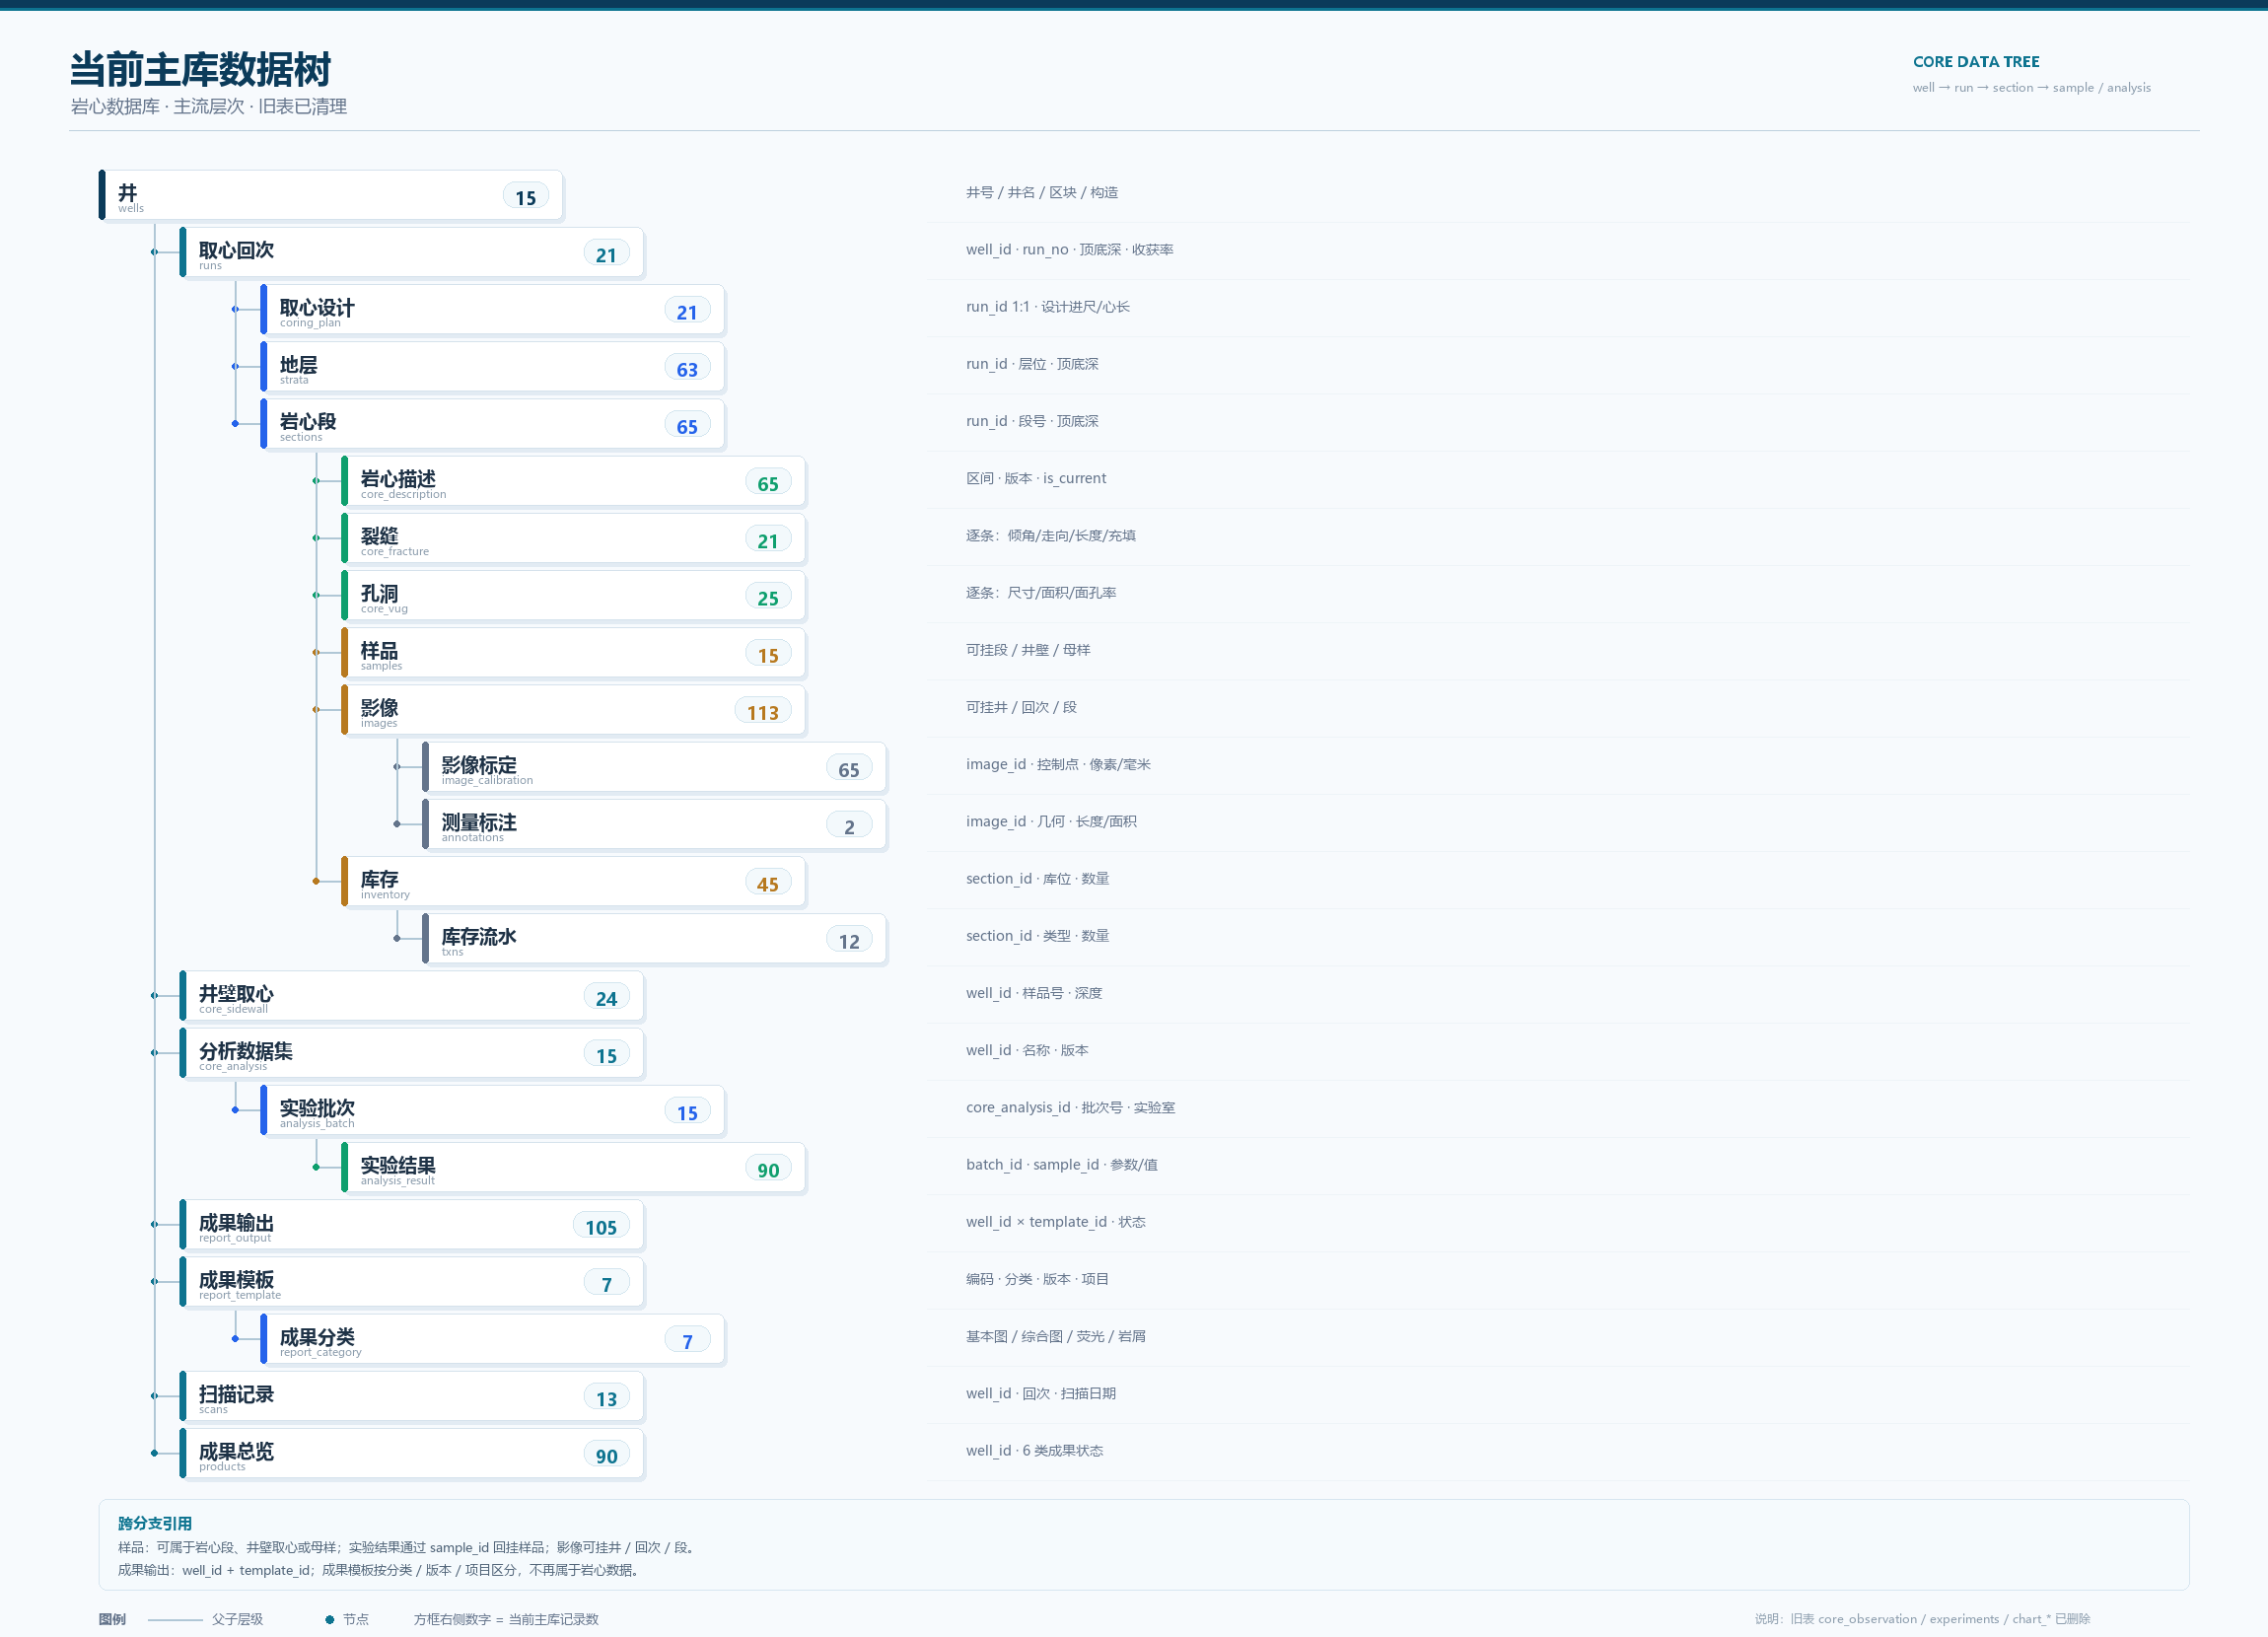 当前主库数据树
岩心数据库 · 主流层次 · 旧表已清理
CORE DATA TREE
well → run → section → sample / analysis
井
wells
15
井号 / 井名 / 区块 / 构造
取心回次
runs
21
well_id · run_no · 顶底深 · 收获率
取心设计
coring_plan
21
run_id 1:1 · 设计进尺/心长
地层
strata
63
run_id · 层位 · 顶底深
岩心段
sections
65
run_id · 段号 · 顶底深
岩心描述
core_description
65
区间 · 版本 · is_current
裂缝
core_fracture
21
逐条：倾角/走向/长度/充填
孔洞
core_vug
25
逐条：尺寸/面积/面孔率
样品
samples
15
可挂段 / 井壁 / 母样
影像
images
113
可挂井 / 回次 / 段
影像标定
image_calibration
65
image_id · 控制点 · 像素/毫米
测量标注
annotations
2
image_id · 几何 · 长度/面积
库存
inventory
45
section_id · 库位 · 数量
库存流水
txns
12
section_id · 类型 · 数量
井壁取心
core_sidewall
24
well_id · 样品号 · 深度
分析数据集
core_analysis
15
well_id · 名称 · 版本
实验批次
analysis_batch
15
core_analysis_id · 批次号 · 实验室
实验结果
analysis_result
90
batch_id · sample_id · 参数/值
成果输出
report_output
105
well_id × template_id · 状态
成果模板
report_template
7
编码 · 分类 · 版本 · 项目
成果分类
report_category
7
基本图 / 综合图 / 荧光 / 岩屑
扫描记录
scans
13
well_id · 回次 · 扫描日期
成果总览
products
90
well_id · 6 类成果状态
跨分支引用
样品：可属于岩心段、井壁取心或母样；实验结果通过 sample_id 回挂样品；影像可挂井 / 回次 / 段。
成果输出：well_id + template_id；成果模板按分类 / 版本 / 项目区分，不再属于岩心数据。
图例
父子层级
节点
方框右侧数字 = 当前主库记录数
说明：旧表 core_observation / experiments / chart_* 已删除